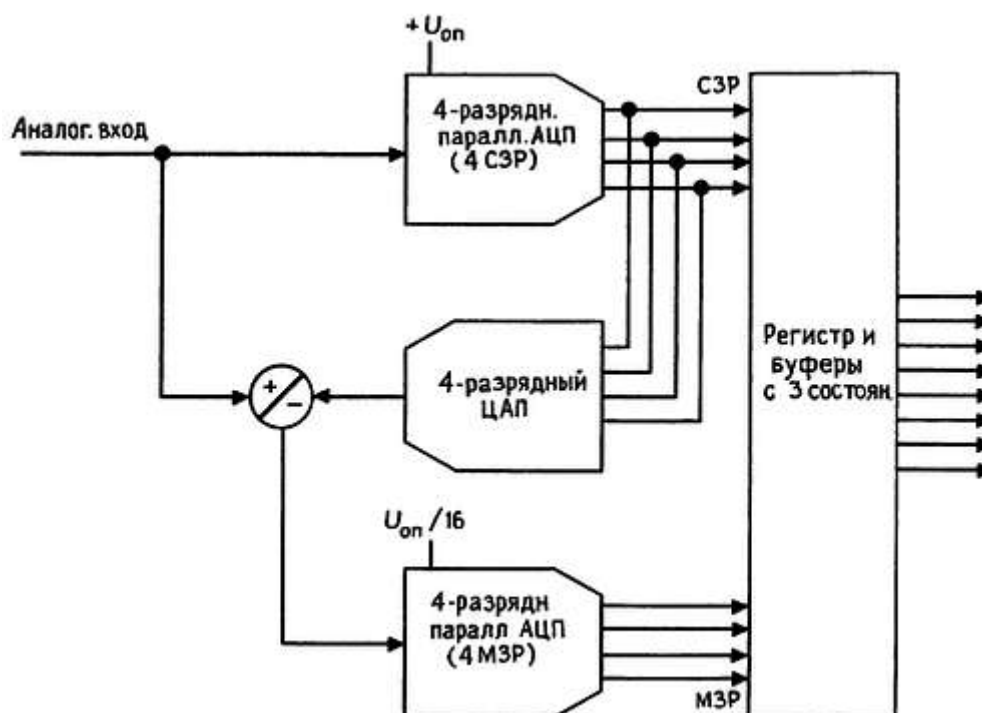 +Uоп
Аналог. вход
4-разрядн.
паралл. АЦП
(4 СЗР)
СЗР
4-разрядный
ЦАП
Регистр и
буферы
с 3 состоян.
+
−
Uоп /16
4-разрядн
паралл АЦП
(4 МЗР)
МЗР